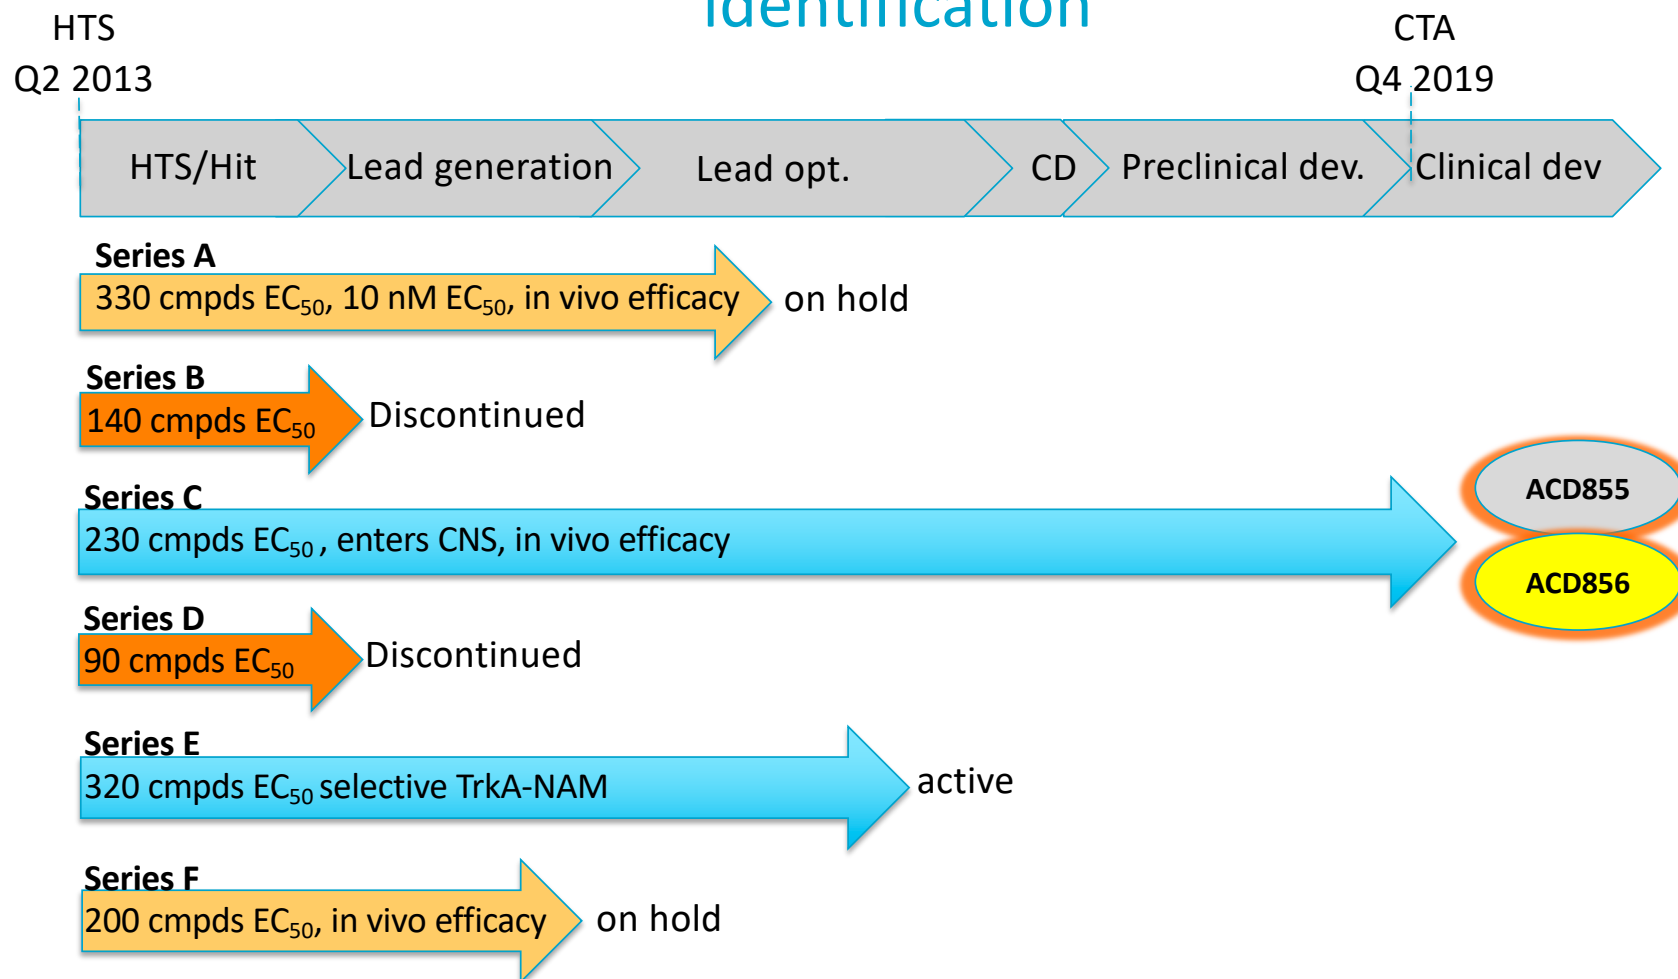 identification
HTS
Q2 2013
CTA
Q4 2019
HTS/Hit
Lead generation
Lead opt.
CD
Preclinical dev.
Clinical dev
Series A
330 cmpds EC50, 10 nM EC50, in vivo efficacy
on hold
Series B
140 cmpds EC50
Discontinued
Series C
230 cmpds EC50 , enters CNS, in vivo efficacy
ACD855
ACD856
Series D
90 cmpds EC50
Discontinued
Series E
320 cmpds EC50 selective TrkA-NAM
active
Series F
200 cmpds EC50, in vivo efficacy
on hold